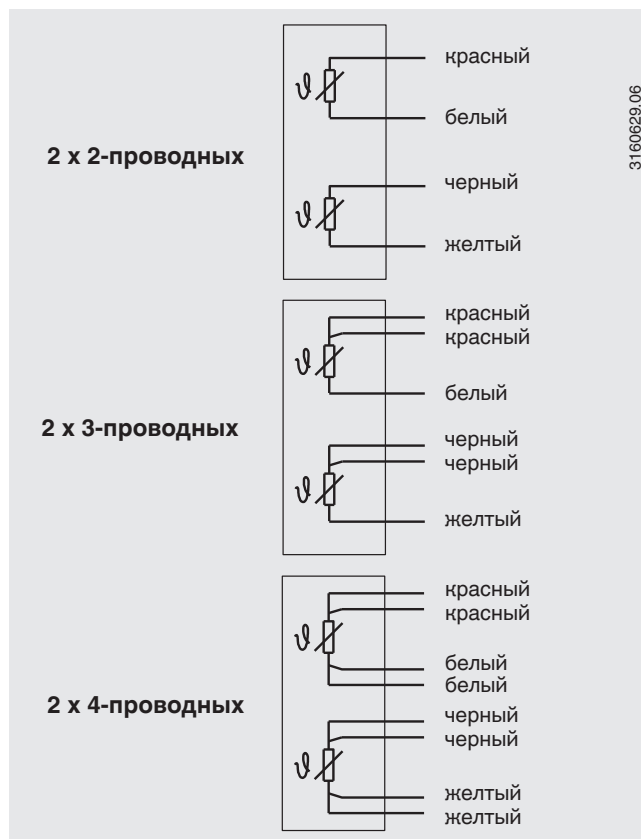 2 x 2-проводных
красный
белый
черный
желтый
3160629.06
2 x 3-проводных
красный
красный
белый
черный
черный
желтый
2 x 4-проводных
красный
красный
белый
белый
черный
черный
желтый
желтый